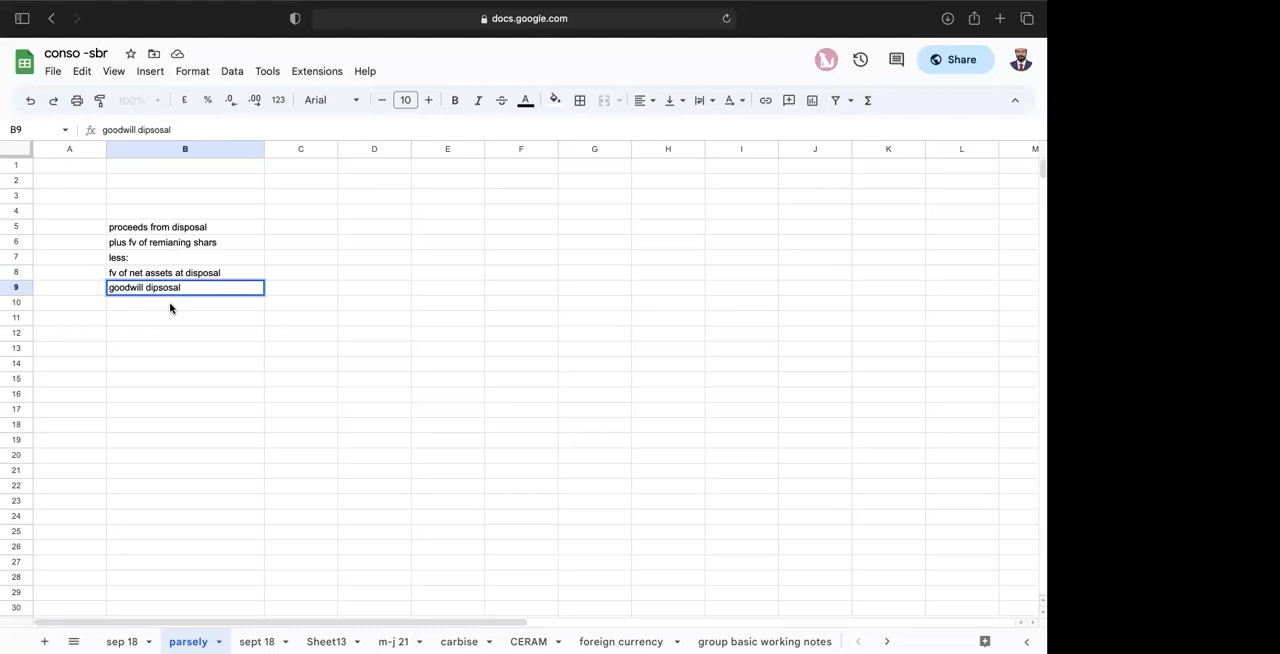 docs.google.com
conso -sbr
File Edit View Insert Format Data Tools Extensions Help
Share
100% £ % .0 .00 123 Arial 10 B I A
B9 fx goodwill dipsosal
A B C D E F G H I J K L M
1
2
3
4
5 proceeds from disposal
6 plus fv of remianing shars
7 less:
8 fv of net assets at disposal
9 goodwill dipsosal
10
11
12
13
14
15
16
17
18
19
20
21
22
23
24
25
26
27
28
29
30
sep 18 parsely sept 18 Sheet13 m-j 21 carbise CERAM foreign currency group basic working notes